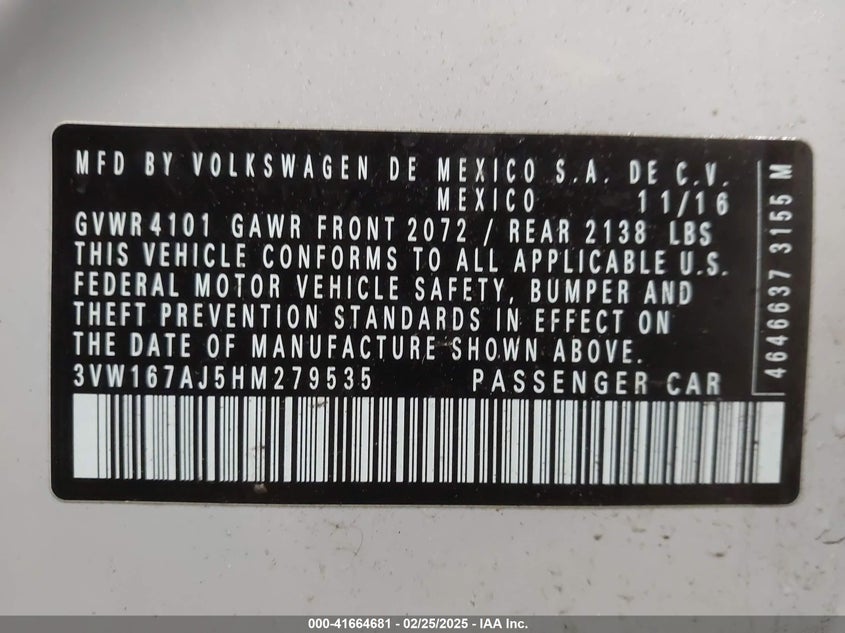 MFD BY VOLKSWAGEN DE MEXICO S.A. DE C.V.
MEXICO 11/16
GVWR 4101 GAWR FRONT 2072 / REAR 2138 LBS
THIS VEHICLE CONFORMS TO ALL APPLICABLE U.S.
FEDERAL MOTOR VEHICLE SAFETY, BUMPER AND
THEFT PREVENTION STANDARDS IN EFFECT ON
THE DATE OF MANUFACTURE SHOWN ABOVE.
3VW167AJ5HM279535 PASSENGER CAR
4646637 3155 M
000-41664681 - 02/25/2025 - IAA Inc.